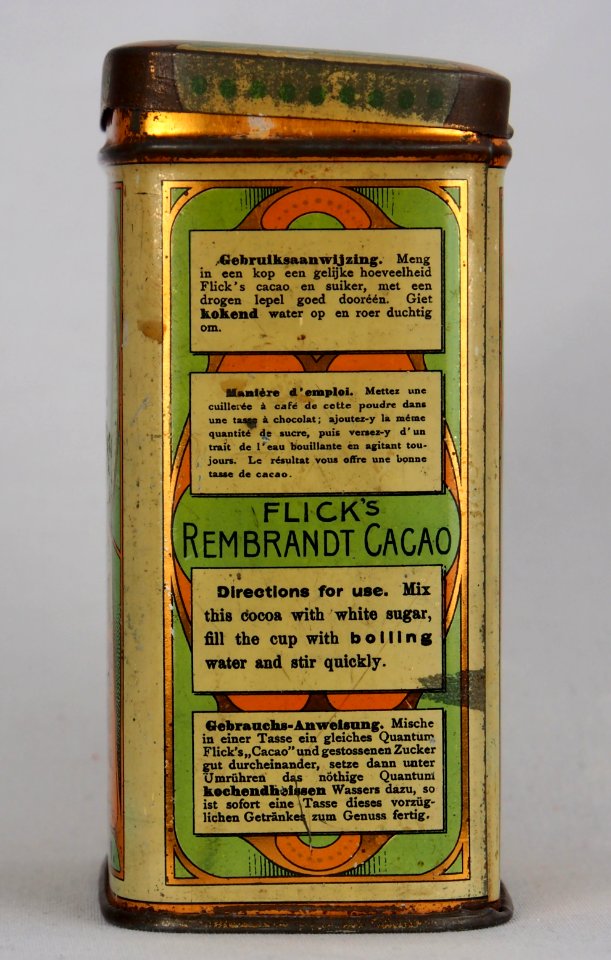 Gebruiksaanwijzing. Meng
in een kop een gelijke hoeveelheid
Flick's cacao en suiker, met een
drogen lepel goed dooréén. Giet
kokend water op en roer duchtig
om.
Manière d'emploi. Mettez une
cuillerée à café de cette poudre dans
une tasse à chocolat; ajoutez-y la même
quantité de sucre, puis versez-y d'un
trait de l'eau bouillante en agitant tou-
jours. Le résultat vous offre une bonne
tasse de cacao.
FLICK'S
REMBRANDT CACAO
Directions for use. Mix
this cocoa with white sugar,
fill the cup with boiling
water and stir quickly.
Gebrauchs-Anweisung. Mische
in einer Tasse ein gleiches Quantum
Flick's „Cacao" und gestossenen Zucker
gut durcheinander, setze dann unter
Umrühren das nöthige Quantum
kochendheissen Wassers dazu, so
ist sofort eine Tasse dieses vorzüg-
lichen Getränkes zum Genuss fertig.